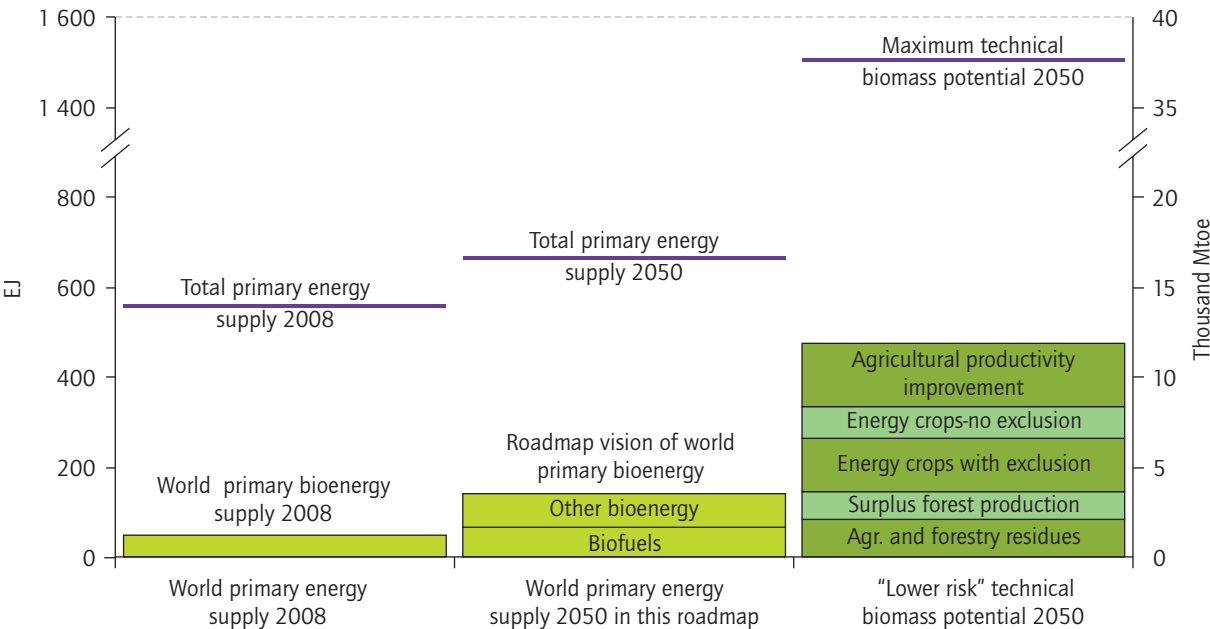 1 600
1 400
800
600
400
200
0
EJ
40
35
20
15
10
5
0
Thousand Mtoe
Total primary energy
supply 2008
World primary bioenergy
supply 2008
Total primary energy
supply 2050
Roadmap vision of world
primary bioenergy
Other bioenergy
Biofuels
Maximum technical
biomass potential 2050
Agricultural productivity
improvement
Energy crops-no exclusion
Energy crops with exclusion
Surplus forest production
Agr. and forestry residues
World primary energy
supply 2008
World primary energy
supply 2050 in this roadmap
“Lower risk” technical
biomass potential 2050